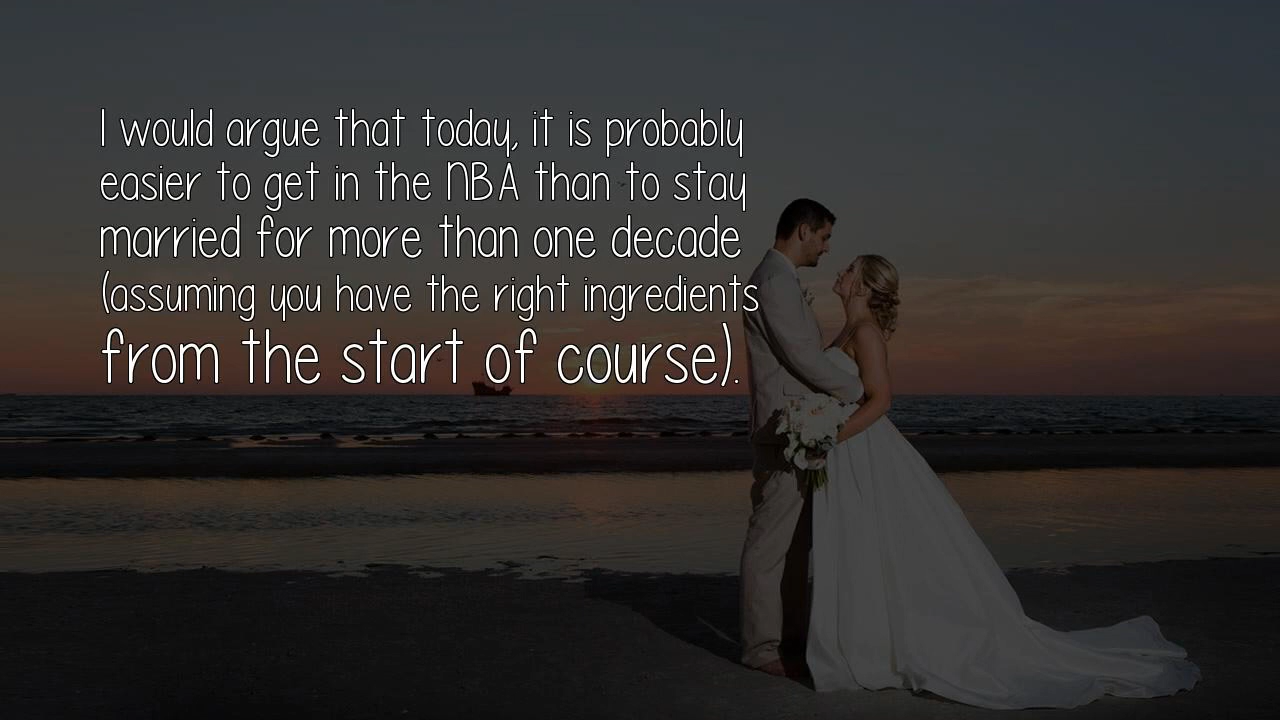 I would argue that today, it is probably
easier to get in the NBA than to stay
married for more than one decade
(assuming you have the right ingredients
from the start of course).